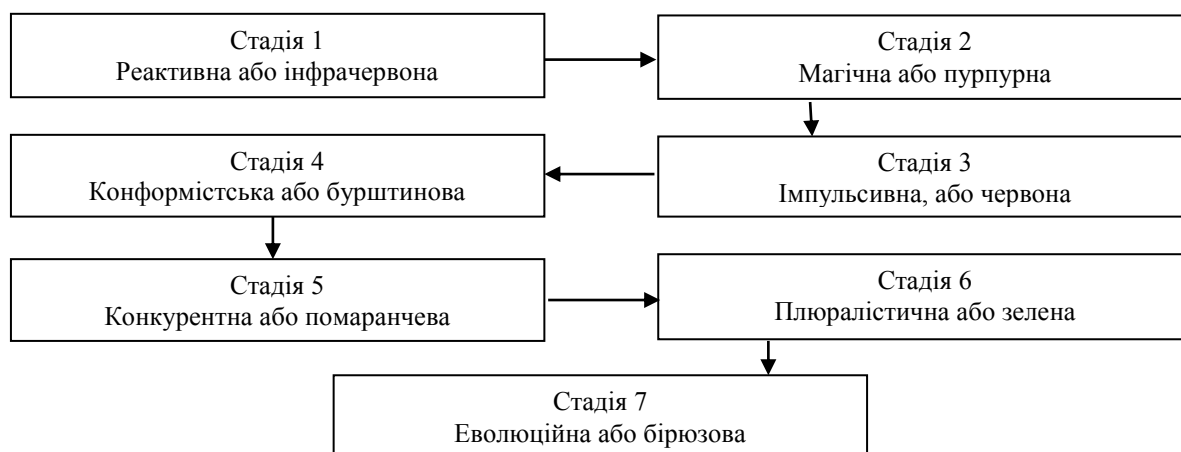 Стадія 1
Реактивна або інфрачервона
Стадія 2
Магічна або пурпурна
Стадія 4
Конформістська або бурштинова
Стадія 3
Імпульсивна, або червона
Стадія 5
Конкурентна або помаранчева
Стадія 6
Плюралістична або зелена
Стадія 7
Еволюційна або бірюзова